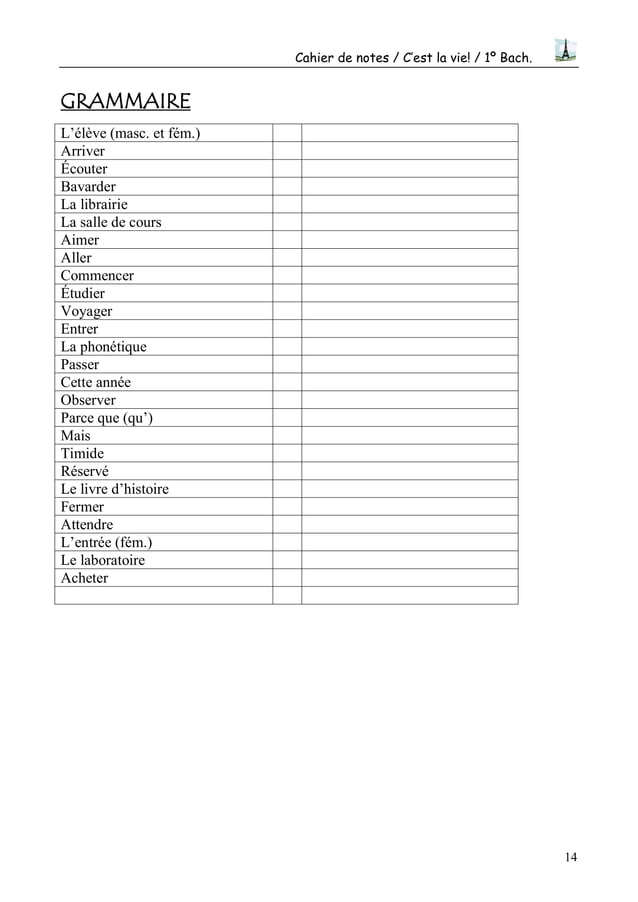 Cahier de notes / C'est la vie! / 1º Bach.
GRAMMAIRE
L'élève (masc. et fém.)
Arriver
Écouter
Bavarder
La librairie
La salle de cours
Aimer
Aller
Commencer
Étudier
Voyager
Entrer
La phonétique
Passer
Cette année
Observer
Parce que (qu')
Mais
Timide
Réservé
Le livre d'histoire
Fermer
Attendre
L'entrée (fém.)
Le laboratoire
Acheter
14